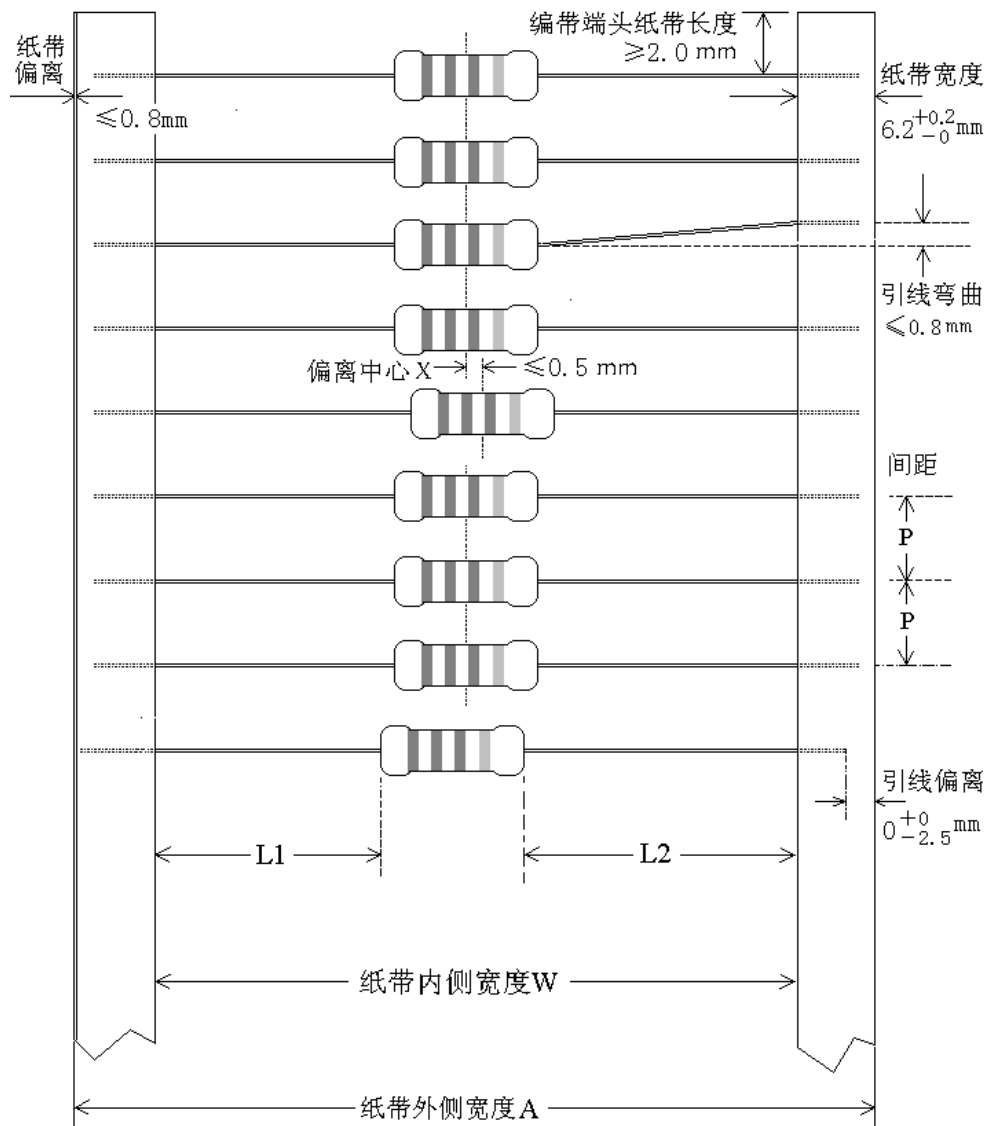 纸带
偏离
≤0.8mm
编带端头纸带长度
≥2.0 mm
纸带宽度
6.2+0.2−0mm
引线弯曲
≤0.8mm
偏离中心X
≤0.5 mm
间距
P
P
引线偏离
0+0−2.5mm
L1
L2
纸带内侧宽度W
纸带外侧宽度A